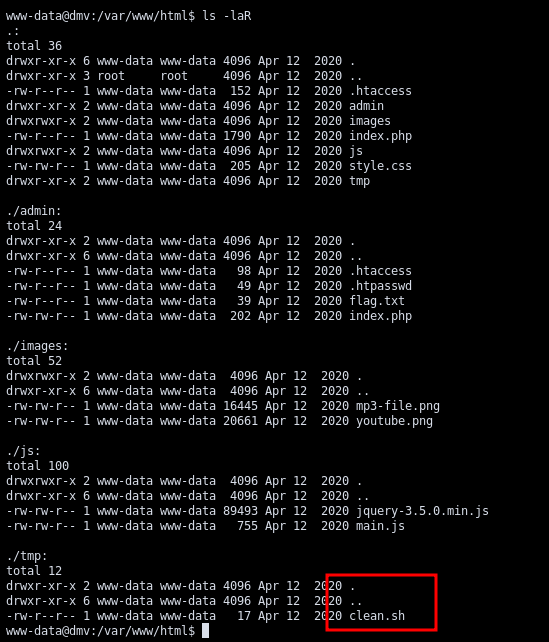 www-data@dmv:/var/www/html$ ls -laR
.:
total 36
drwxr-xr-x 6 www-data www-data 4096 Apr 12  2020 .
drwxr-xr-x 3 root     root     4096 Apr 12  2020 ..
-rw-r--r-- 1 www-data www-data  152 Apr 12  2020 .htaccess
drwxr-xr-x 2 www-data www-data 4096 Apr 12  2020 admin
drwxrwxr-x 2 www-data www-data 4096 Apr 12  2020 images
-rw-r--r-- 1 www-data www-data 1790 Apr 12  2020 index.php
drwxrwxr-x 2 www-data www-data 4096 Apr 12  2020 js
-rw-rw-r-- 1 www-data www-data  205 Apr 12  2020 style.css
drwxr-xr-x 2 www-data www-data 4096 Apr 12  2020 tmp

./admin:
total 24
drwxr-xr-x 2 www-data www-data 4096 Apr 12  2020 .
drwxr-xr-x 6 www-data www-data 4096 Apr 12  2020 ..
-rw-r--r-- 1 www-data www-data   98 Apr 12  2020 .htaccess
-rw-r--r-- 1 www-data www-data   49 Apr 12  2020 .htpasswd
-rw-r--r-- 1 www-data www-data   39 Apr 12  2020 flag.txt
-rw-rw-r-- 1 www-data www-data  202 Apr 12  2020 index.php

./images:
total 52
drwxrwxr-x 2 www-data www-data  4096 Apr 12  2020 .
drwxr-xr-x 6 www-data www-data  4096 Apr 12  2020 ..
-rw-rw-r-- 1 www-data www-data 16445 Apr 12  2020 mp3-file.png
-rw-rw-r-- 1 www-data www-data 20661 Apr 12  2020 youtube.png

./js:
total 100
drwxrwxr-x 2 www-data www-data  4096 Apr 12  2020 .
drwxr-xr-x 6 www-data www-data  4096 Apr 12  2020 ..
-rw-rw-r-- 1 www-data www-data 89493 Apr 12  2020 jquery-3.5.0.min.js
-rw-rw-r-- 1 www-data www-data   755 Apr 12  2020 main.js

./tmp:
total 12
drwxr-xr-x 2 www-data www-data 4096 Apr 12  2020 .
drwxr-xr-x 6 www-data www-data 4096 Apr 12  2020 ..
-rw-r--r-- 1 www-data www-data   17 Apr 12  2020 clean.sh
www-data@dmv:/var/www/html$